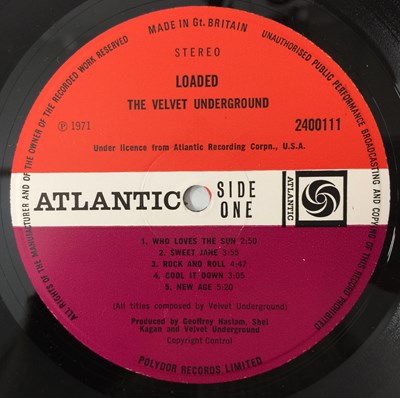 MADE IN Gt. BRITAIN
ALL RIGHTS OF THE MANUFACTURER AND OF THE OWNER OF THE RECORDED WORK RESERVED
UNAUTHORISED PUBLIC PERFORMANCE BROADCASTING AND COPYING OF THIS RECORD PROHIBITED
STEREO
LOADED
THE VELVET UNDERGROUND
℗ 1971
2400111
Under licence from Atlantic Recording Corpn., U.S.A.
ATLANTIC
SIDE ONE
ATLANTIC
1. WHO LOVES THE SUN 2:50
2. SWEET JANE 3:55
3. ROCK AND ROLL 4:47
4. COOL IT DOWN 3:05
5. NEW AGE 5:20
(All titles composed by Velvet Underground)
Produced by Geoffrey Haslam, Shel
Kagan and Velvet Underground.
Copyright Control
POLYDOR RECORDS LIMITED